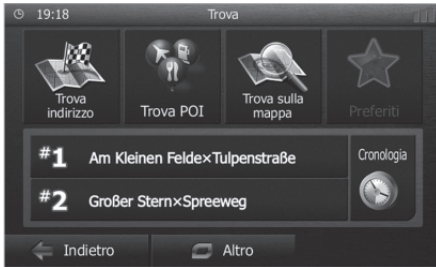 19:18 Trova
Trova indirizzo
Trova POI
Trova sulla mappa
Preferiti
#1 Am Kleinen Felde×Tulpenstraße
Cronologia
#2 Großer Stern×Spreeweg
Indietro
Altro